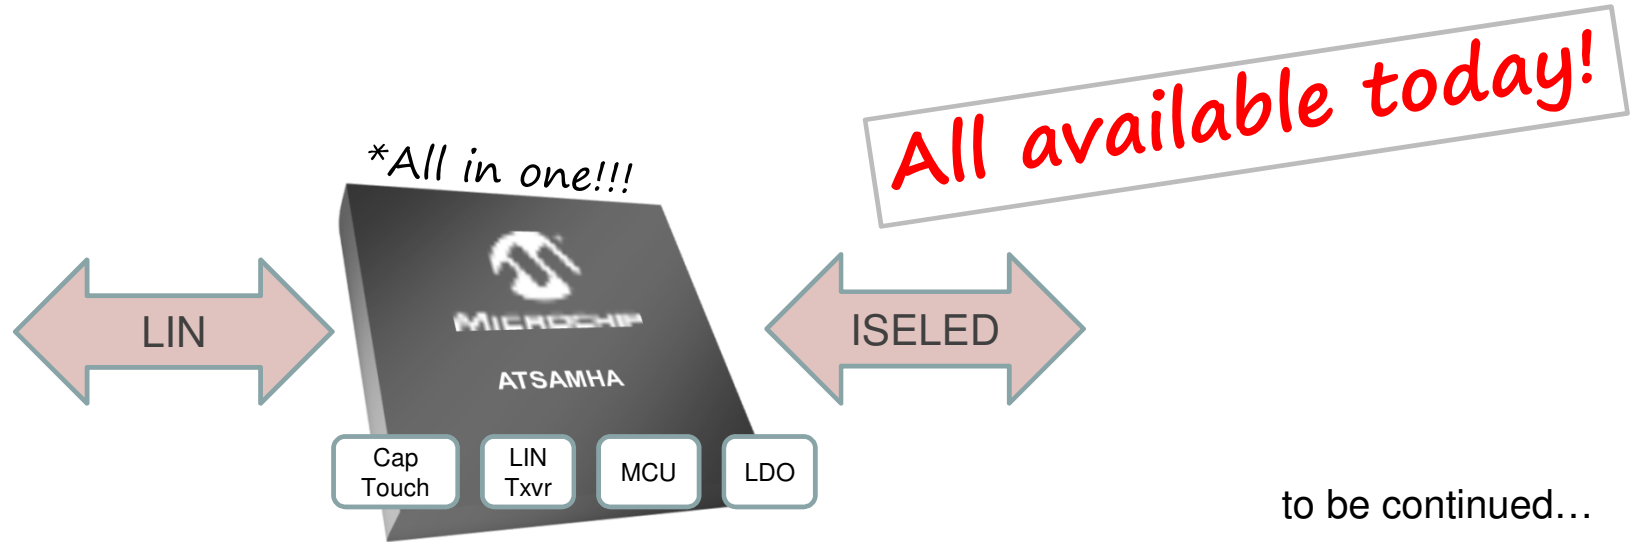 All available today!
*All in one!!!
MICROCHIP
LIN
ISELED
ATSAMHA
Cap
Touch
LIN
Txvr
MCU
LDO
to be continued…